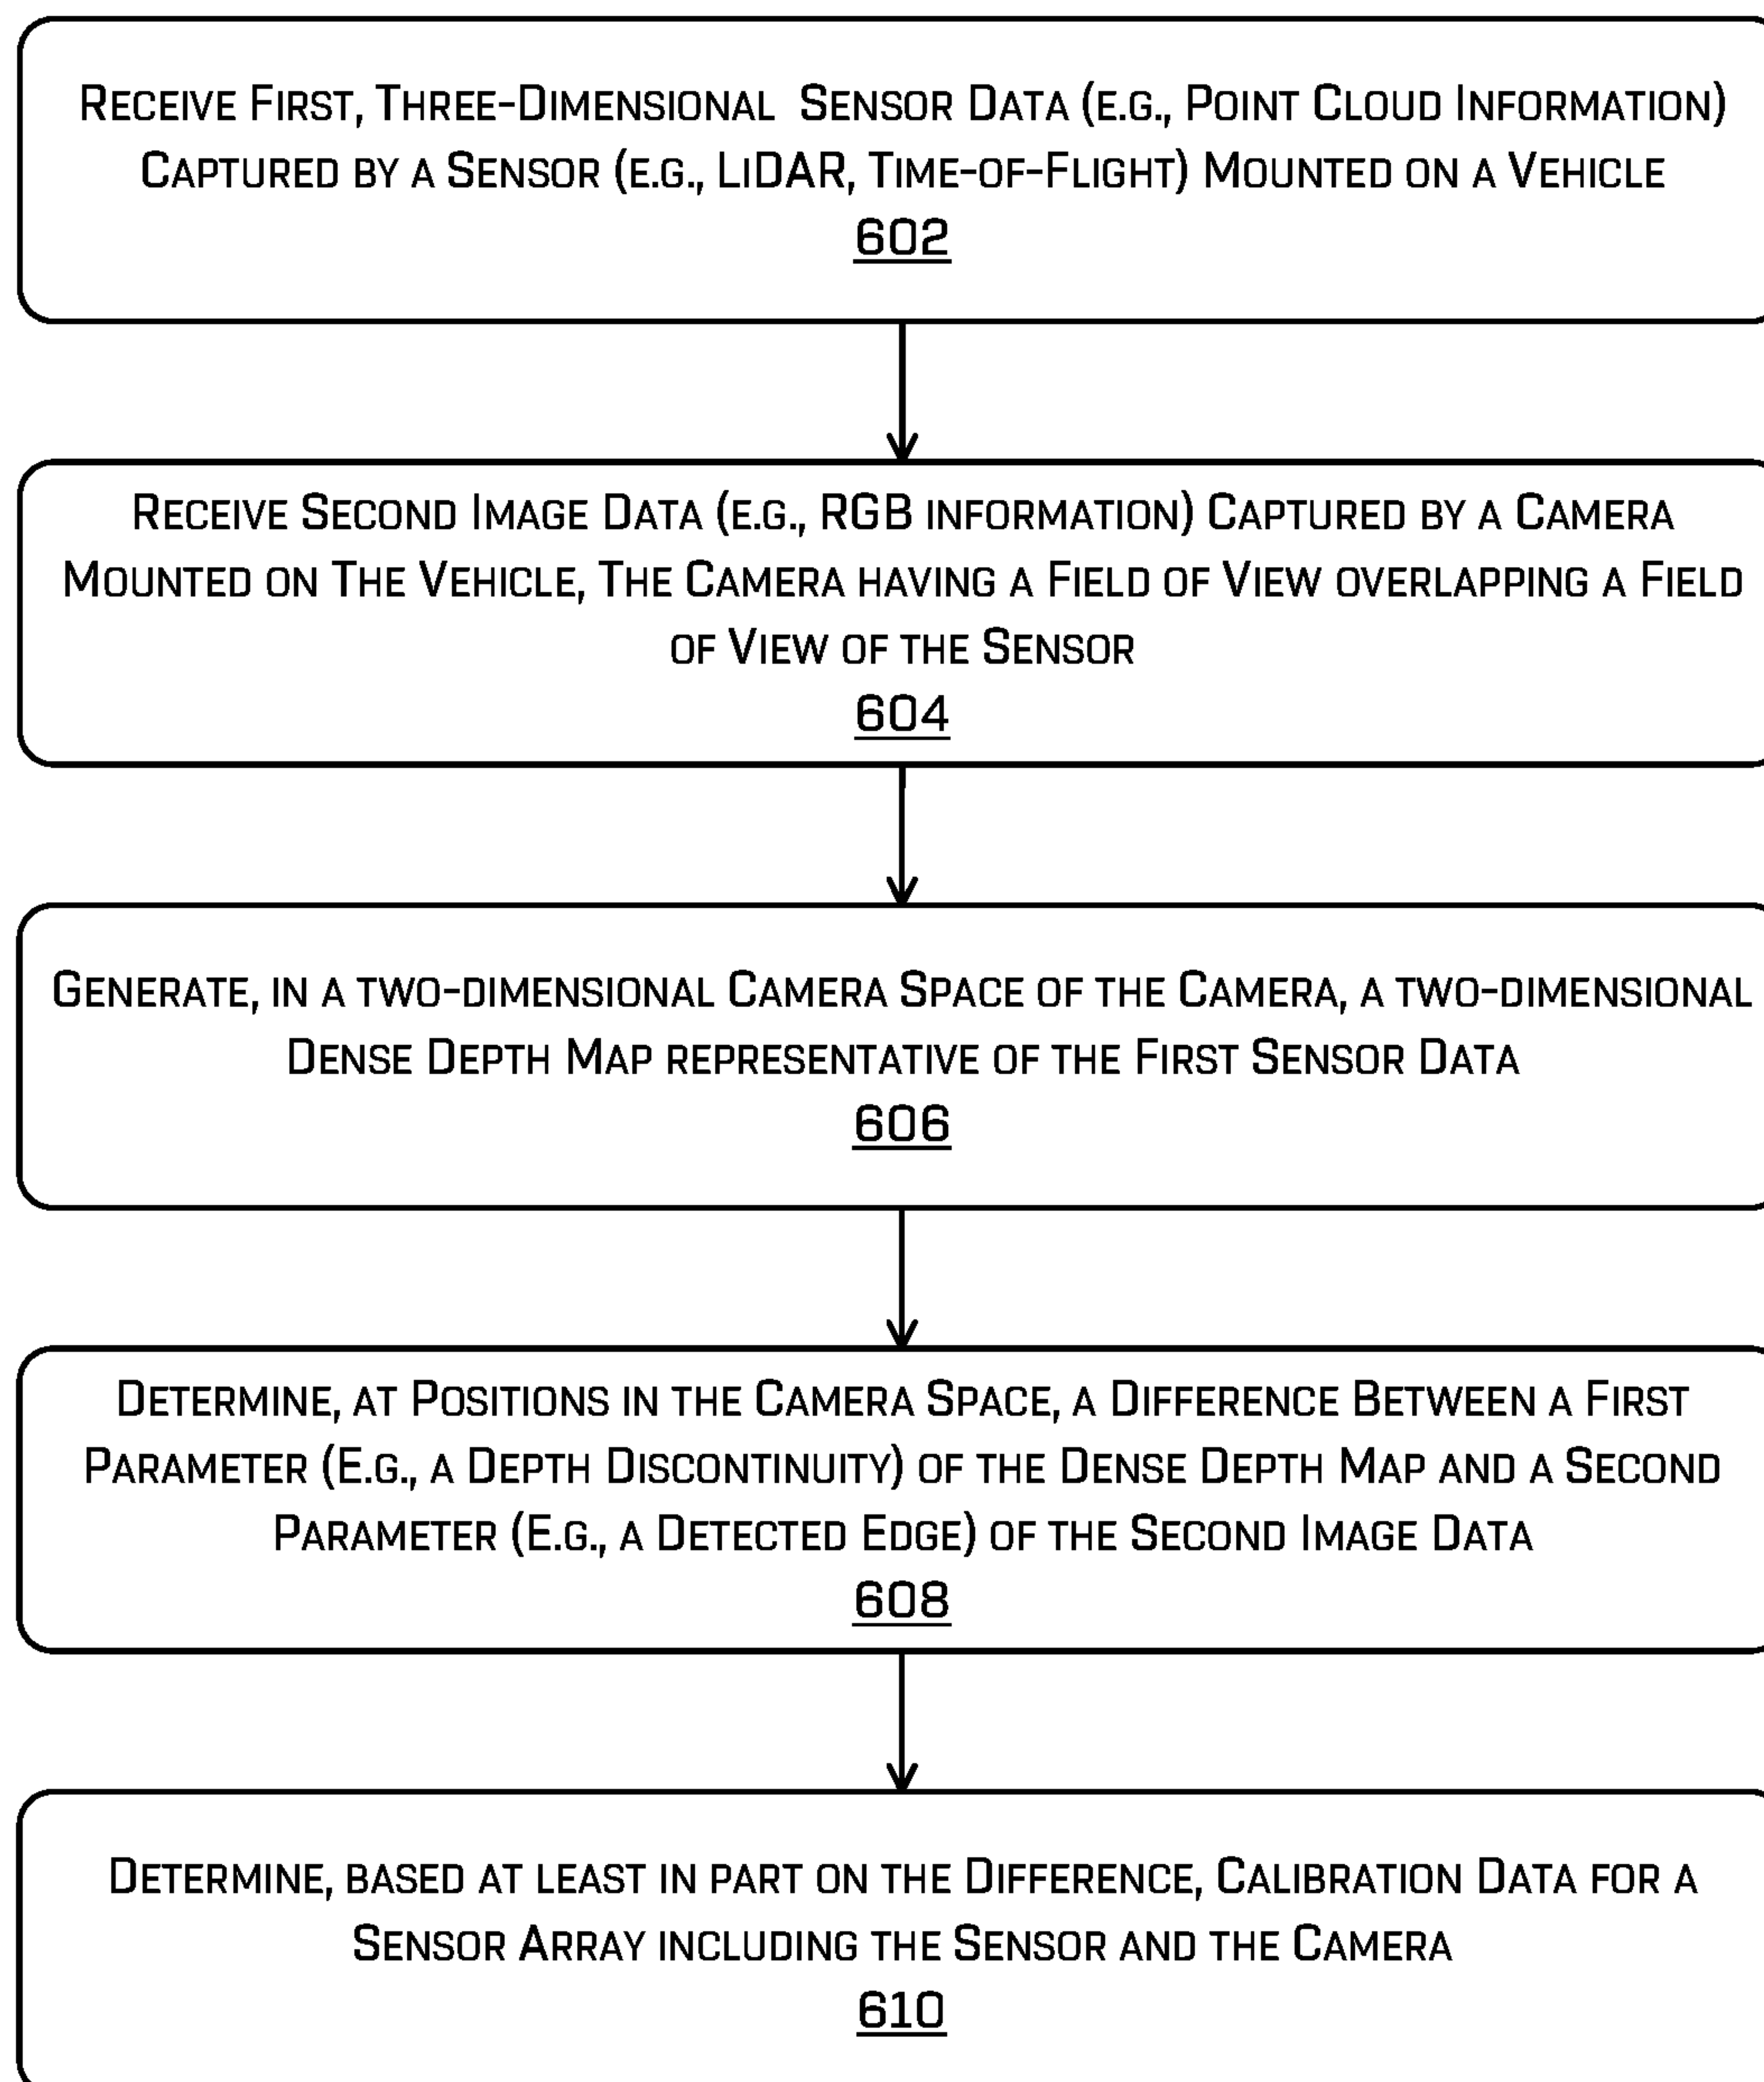 Receive First, Three-Dimensional Sensor Data (e.g., Point Cloud Information)
Captured by a Sensor (e.g., LiDAR, Time-of-Flight) Mounted on a Vehicle
602
Receive Second Image Data (e.g., RGB information) Captured by a Camera
Mounted on The Vehicle, The Camera having a Field of View overlapping a Field
of View of the Sensor
604
Generate, in a two-dimensional Camera Space of the Camera, a two-dimensional
Dense Depth Map representative of the First Sensor Data
606
Determine, at Positions in the Camera Space, a Difference Between a First
Parameter (E.g., a Depth Discontinuity) of the Dense Depth Map and a Second
Parameter (E.g., a Detected Edge) of the Second Image Data
608
Determine, based at least in part on the Difference, Calibration Data for a
Sensor Array including the Sensor and the Camera
610